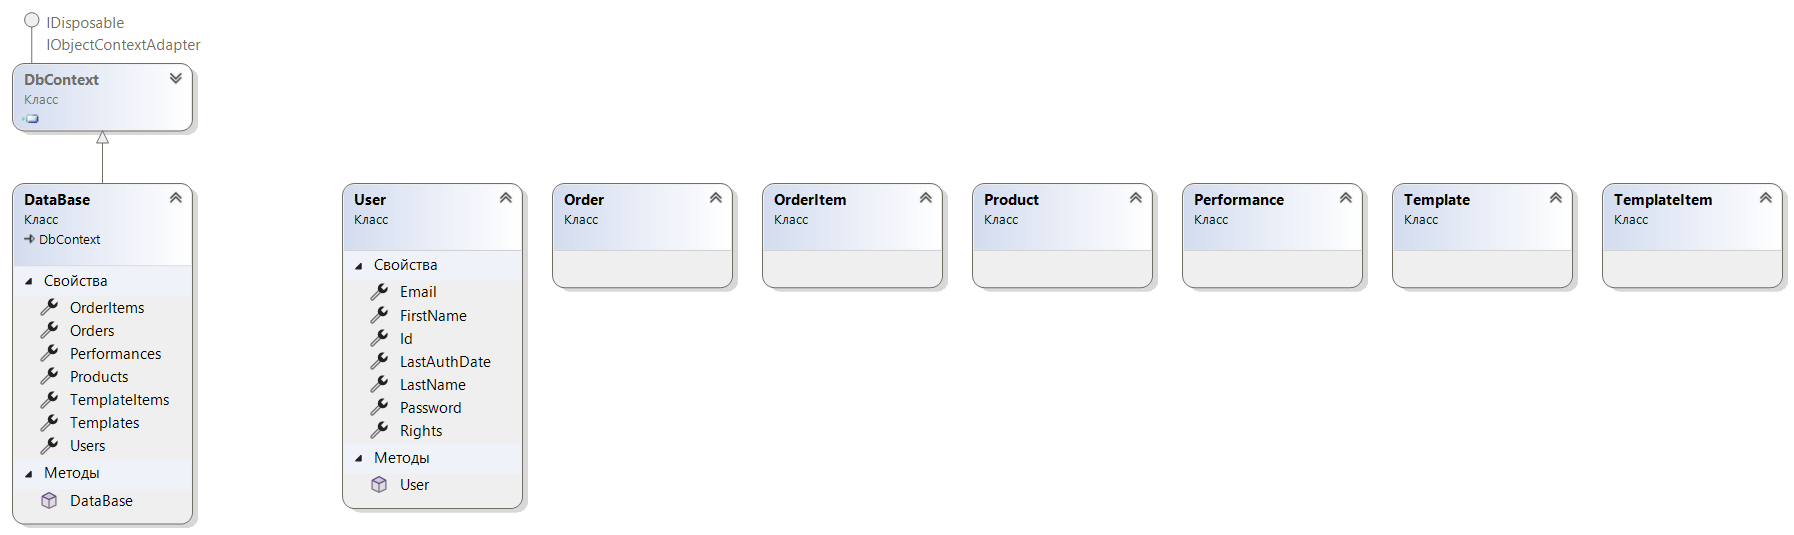 IDisposable
IObjectContextAdapter
DbContext
Класс
DataBase
Класс
DbContext
Свойства
OrderItems
Orders
Performances
Products
TemplateItems
Templates
Users
Методы
DataBase
User
Класс
Свойства
Email
FirstName
Id
LastAuthDate
LastName
Password
Rights
Методы
User
Order
Класс
OrderItem
Класс
Product
Класс
Performance
Класс
Template
Класс
TemplateItem
Класс